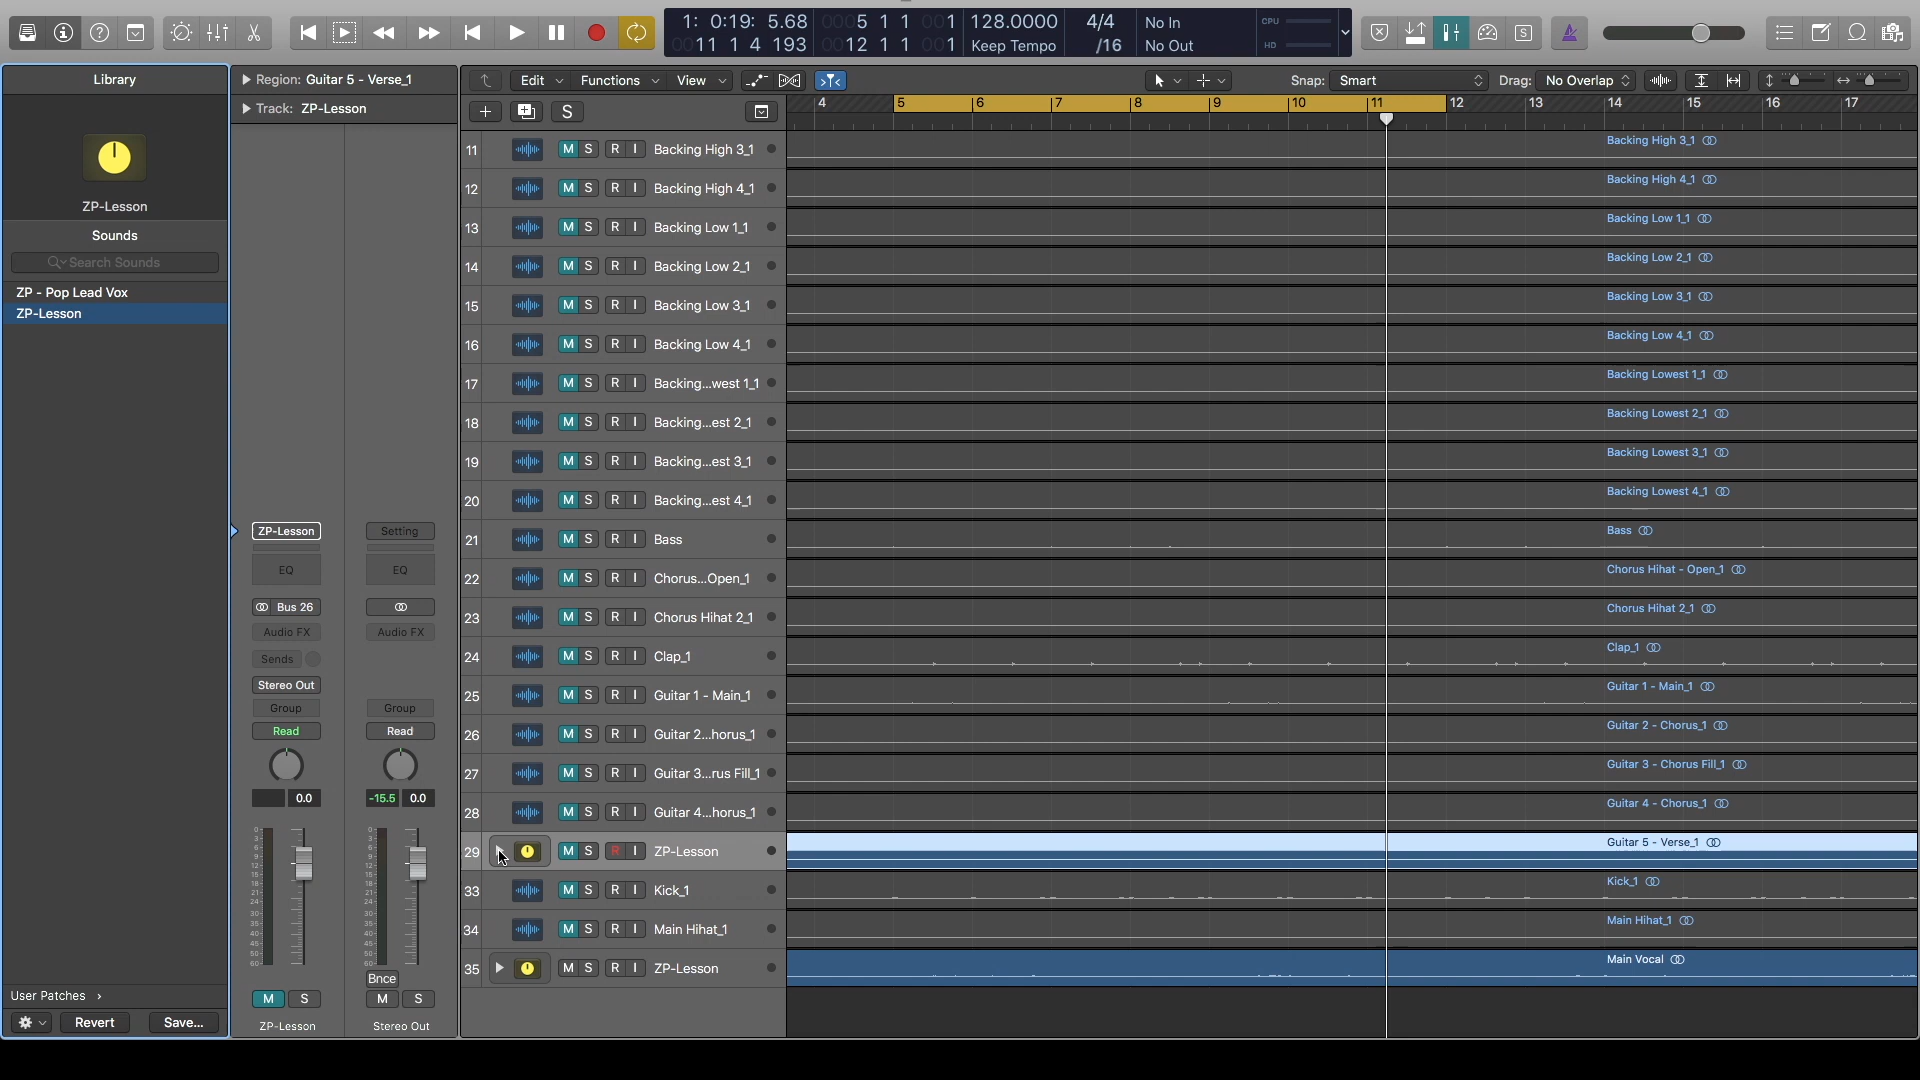 1: 0:19: 5.68 0005 1 1 001 128.0000 4/4 No In CPU
0011 1 4 193 0012 1 1 001 Keep Tempo /16 No Out HD
S
Library
Region: Guitar 5 - Verse_1
Track: ZP-Lesson
Edit Functions View Snap: Smart Drag: No Overlap
S
4 5 6 7 8 9 10 11 12 13 14 15 16 17
ZP-Lesson
Sounds
Search Sounds
ZP - Pop Lead Vox
ZP-Lesson
User Patches
Revert Save...
ZP-Lesson Setting
EQ EQ
Bus 26
Audio FX Audio FX
Sends
Stereo Out
Group Group
Read Read
0.0 -15.5 0.0
Bnce
M S M S
ZP-Lesson Stereo Out
11 M S R I Backing High 3_1 Backing High 3_1
12 M S R I Backing High 4_1 Backing High 4_1
13 M S R I Backing Low 1_1 Backing Low 1_1
14 M S R I Backing Low 2_1 Backing Low 2_1
15 M S R I Backing Low 3_1 Backing Low 3_1
16 M S R I Backing Low 4_1 Backing Low 4_1
17 M S R I Backing...west 1_1 Backing Lowest 1_1
18 M S R I Backing...est 2_1 Backing Lowest 2_1
19 M S R I Backing...est 3_1 Backing Lowest 3_1
20 M S R I Backing...est 4_1 Backing Lowest 4_1
21 M S R I Bass Bass
22 M S R I Chorus...Open_1 Chorus Hihat - Open_1
23 M S R I Chorus Hihat 2_1 Chorus Hihat 2_1
24 M S R I Clap_1 Clap_1
25 M S R I Guitar 1 - Main_1 Guitar 1 - Main_1
26 M S R I Guitar 2...horus_1 Guitar 2 - Chorus_1
27 M S R I Guitar 3...rus Fill_1 Guitar 3 - Chorus Fill_1
28 M S R I Guitar 4...horus_1 Guitar 4 - Chorus_1
29 M S R I ZP-Lesson Guitar 5 - Verse_1
33 M S R I Kick_1 Kick_1
34 M S R I Main Hihat_1 Main Hihat_1
35 M S R I ZP-Lesson Main Vocal